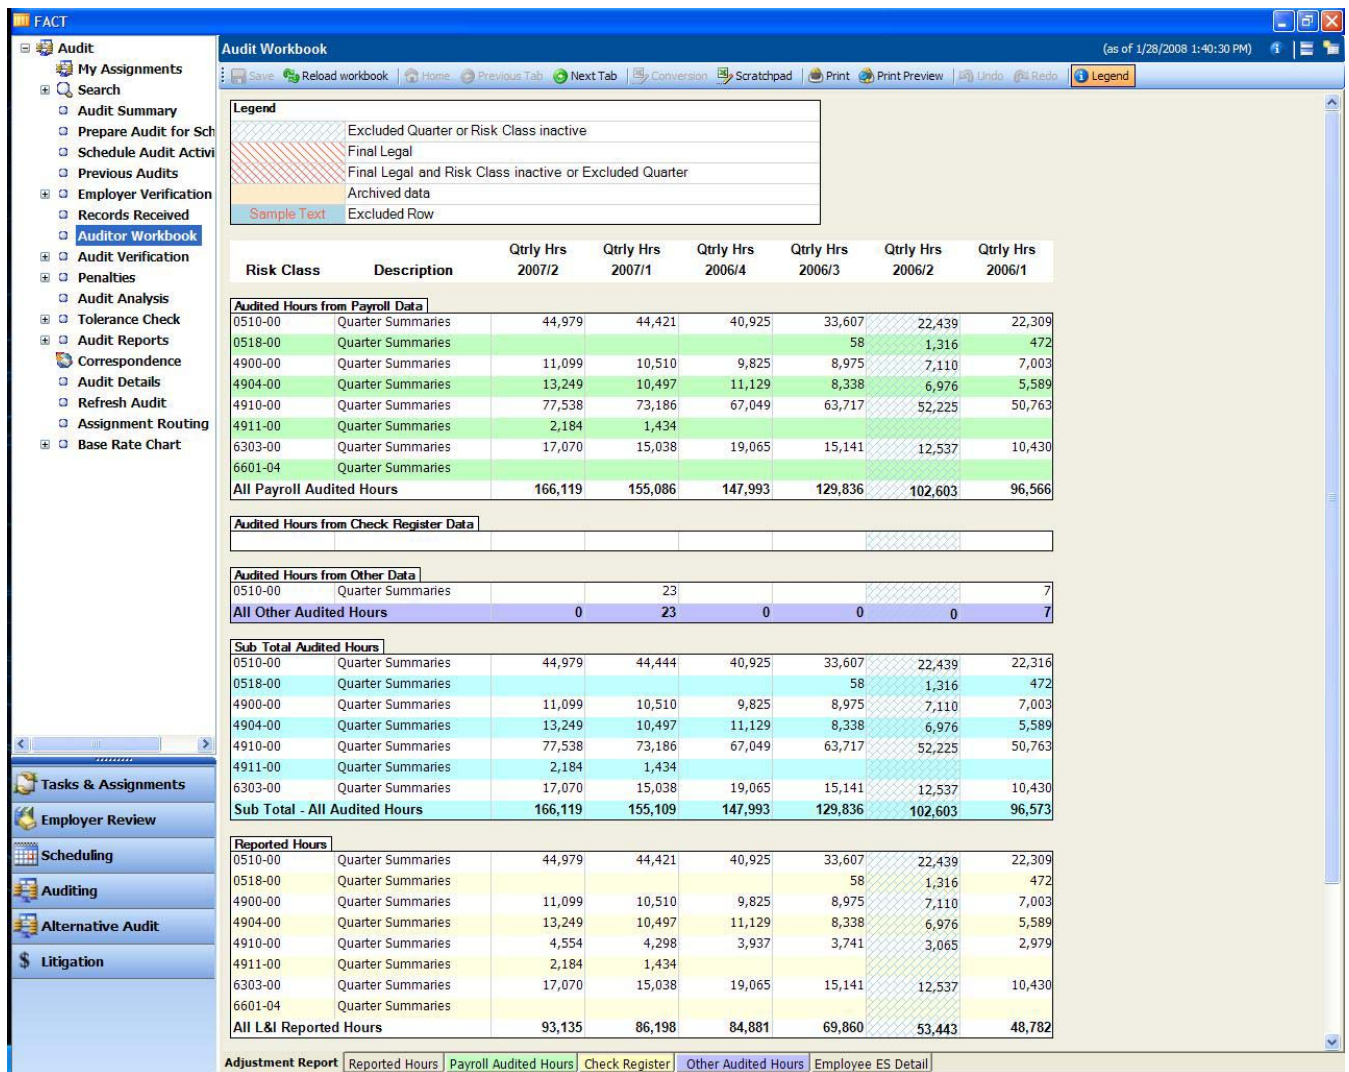 FACT
Audit
My Assignments
Search
Audit Summary
Prepare Audit for Sch
Schedule Audit Activi
Previous Audits
Employer Verification
Records Received
Auditor Workbook
Audit Verification
Penalties
Audit Analysis
Tolerance Check
Audit Reports
Correspondence
Audit Details
Refresh Audit
Assignment Routing
Base Rate Chart
Tasks & Assignments
Employer Review
Scheduling
Auditing
Alternative Audit
$ Litigation
Audit Workbook (as of 1/28/2008 1:40:30 PM)
Save Reload workbook Home Previous Tab Next Tab Conversion Scratchpad Print Print Preview Undo Redo Legend
Legend
Excluded Quarter or Risk Class inactive
Final Legal
Final Legal and Risk Class inactive or Excluded Quarter
Archived data
Sample Text Excluded Row
Qtrly Hrs Qtrly Hrs Qtrly Hrs Qtrly Hrs Qtrly Hrs Qtrly Hrs
Risk Class Description 2007/2 2007/1 2006/4 2006/3 2006/2 2006/1
Audited Hours from Payroll Data
0510-00 Quarter Summaries 44,979 44,421 40,925 33,607 22,439 22,309
0518-00 Quarter Summaries 58 1,316 472
4900-00 Quarter Summaries 11,099 10,510 9,825 8,975 7,110 7,003
4904-00 Quarter Summaries 13,249 10,497 11,129 8,338 6,976 5,589
4910-00 Quarter Summaries 77,538 73,186 67,049 63,717 52,225 50,763
4911-00 Quarter Summaries 2,184 1,434
6303-00 Quarter Summaries 17,070 15,038 19,065 15,141 12,537 10,430
6601-04 Quarter Summaries
All Payroll Audited Hours 166,119 155,086 147,993 129,836 102,603 96,566
Audited Hours from Check Register Data
Audited Hours from Other Data
0510-00 Quarter Summaries 23 7
All Other Audited Hours 0 23 0 0 0 7
Sub Total Audited Hours
0510-00 Quarter Summaries 44,979 44,444 40,925 33,607 22,439 22,316
0518-00 Quarter Summaries 58 1,316 472
4900-00 Quarter Summaries 11,099 10,510 9,825 8,975 7,110 7,003
4904-00 Quarter Summaries 13,249 10,497 11,129 8,338 6,976 5,589
4910-00 Quarter Summaries 77,538 73,186 67,049 63,717 52,225 50,763
4911-00 Quarter Summaries 2,184 1,434
6303-00 Quarter Summaries 17,070 15,038 19,065 15,141 12,537 10,430
Sub Total - All Audited Hours 166,119 155,109 147,993 129,836 102,603 96,573
Reported Hours
0510-00 Quarter Summaries 44,979 44,421 40,925 33,607 22,439 22,309
0518-00 Quarter Summaries 58 1,316 472
4900-00 Quarter Summaries 11,099 10,510 9,825 8,975 7,110 7,003
4904-00 Quarter Summaries 13,249 10,497 11,129 8,338 6,976 5,589
4910-00 Quarter Summaries 4,554 4,298 3,937 3,741 3,065 2,979
4911-00 Quarter Summaries 2,184 1,434
6303-00 Quarter Summaries 17,070 15,038 19,065 15,141 12,537 10,430
6601-04 Quarter Summaries
All L&I Reported Hours 93,135 86,198 84,881 69,860 53,443 48,782
Adjustment Report Reported Hours Payroll Audited Hours Check Register Other Audited Hours Employee ES Detail